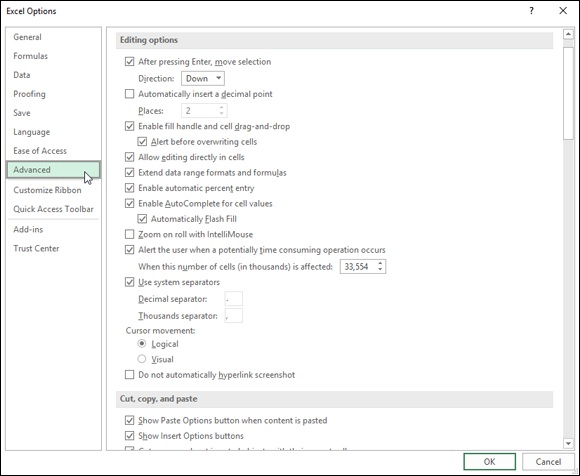 Excel Options
General
Formulas
Data
Proofing
Save
Language
Ease of Access
Advanced
Customize Ribbon
Quick Access Toolbar
Add-ins
Trust Center
Editing options
After pressing Enter, move selection
Direction: Down
Automatically insert a decimal point
Places: 2
Enable fill handle and cell drag-and-drop
Alert before overwriting cells
Allow editing directly in cells
Extend data range formats and formulas
Enable automatic percent entry
Enable AutoComplete for cell values
Automatically Flash Fill
Zoom on roll with IntelliMouse
Alert the user when a potentially time consuming operation occurs
When this number of cells (in thousands) is affected: 33,554
Use system separators
Decimal separator: .
Thousands separator: ,
Cursor movement:
Logical
Visual
Do not automatically hyperlink screenshot
Cut, copy, and paste
Show Paste Options button when content is pasted
Show Insert Options buttons
OK Cancel